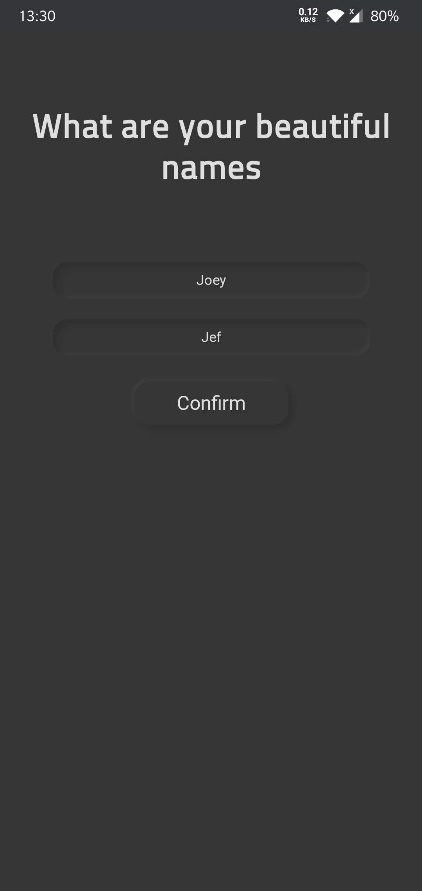 13:30 0.12 KB/S x 80%
What are your beautiful
names
Joey
Jef
Confirm